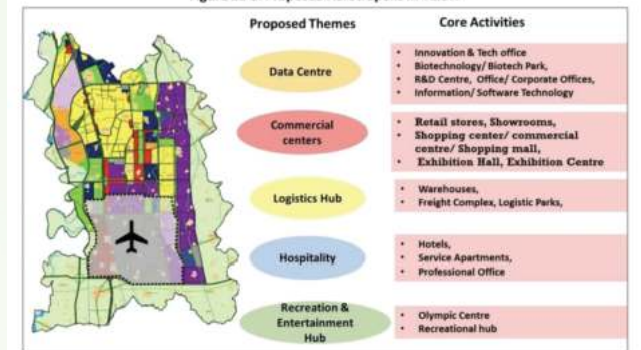 Proposed Themes
Core Activities
Data Centre
• Innovation & Tech office
• Biotechnology/ Biotech Park,
• R&D Centre, Office/ Corporate Offices,
• Information/ Software Technology
Commercial
centers
• Retail stores, Showrooms,
• Shopping center/ commercial
centre/ Shopping mall,
• Exhibition Hall, Exhibition Centre
Logistics Hub
• Warehouses,
• Freight Complex, Logistic Parks,
Hospitality
• Hotels,
• Service Apartments,
• Professional Office
Recreation &
Entertainment
Hub
• Olympic Centre
• Recreational hub